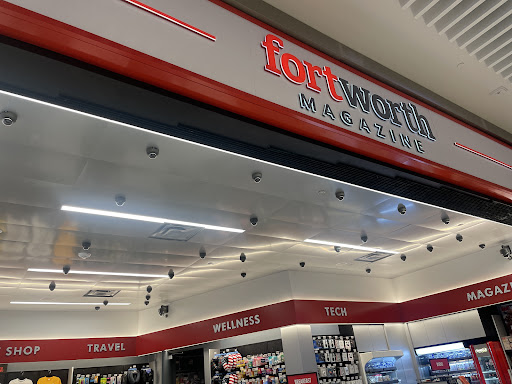 fortworth
MAGAZINE
SHOP
TRAVEL
WELLNESS
TECH
MAGAZ